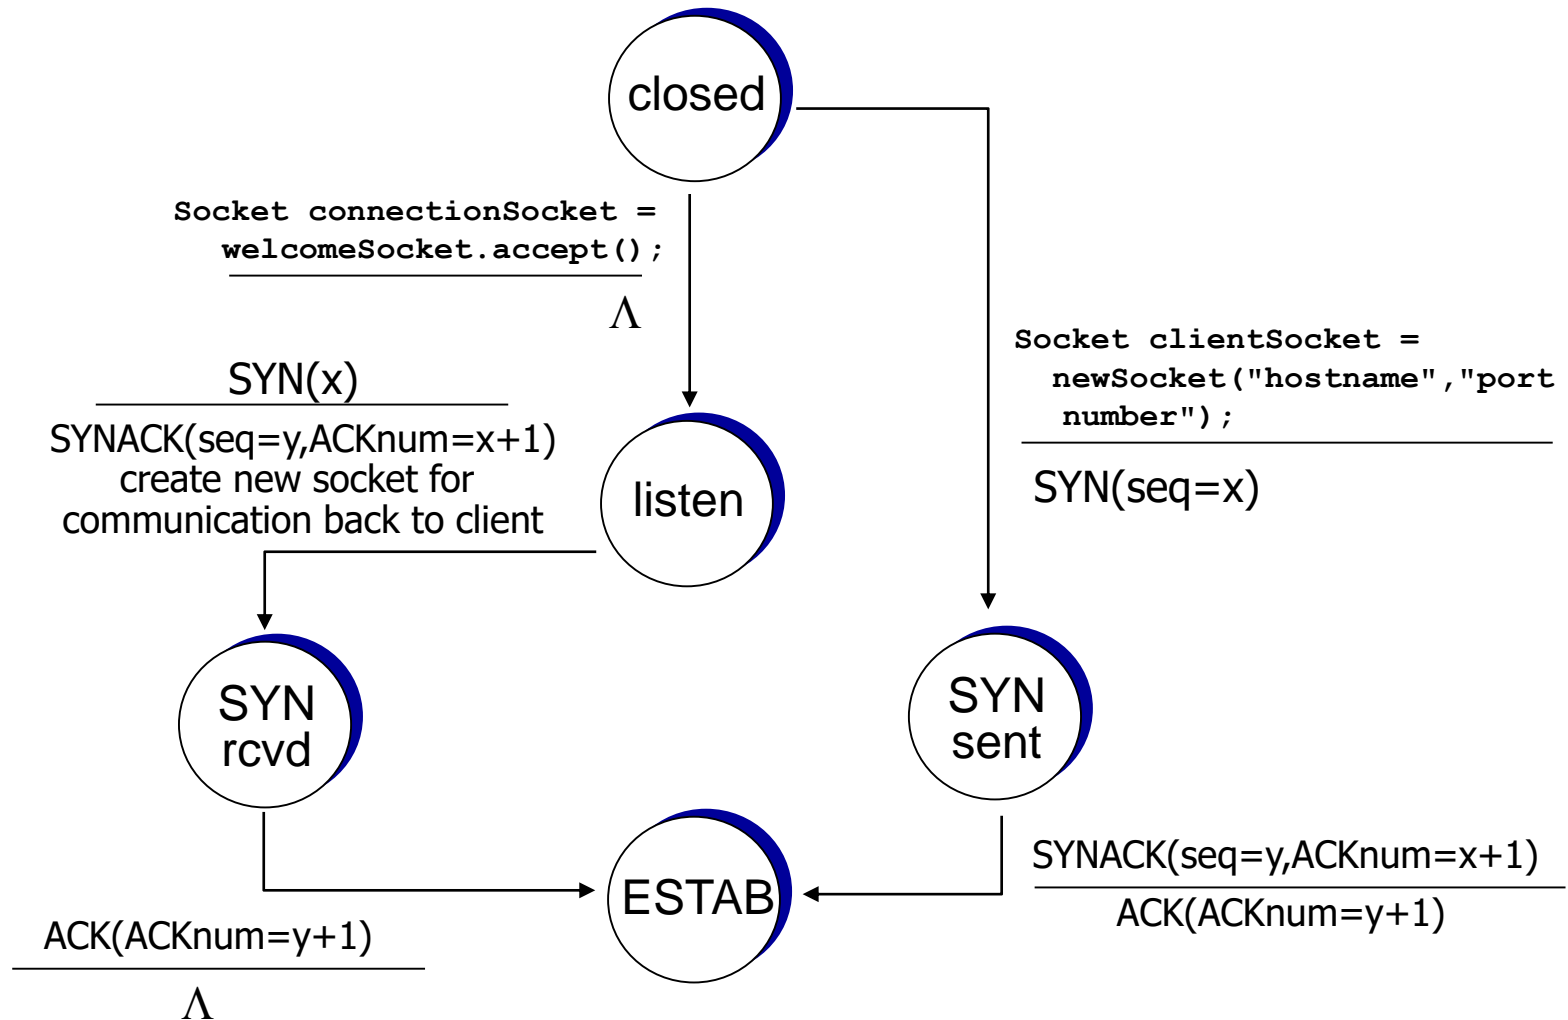 closed
Socket connectionSocket =
welcomeSocket.accept();
Λ
Socket clientSocket =
newSocket("hostname","port
number");
SYN(seq=x)
SYN(x)
SYNACK(seq=y,ACKnum=x+1)
create new socket for
communication back to client
listen
SYN
rcvd
SYN
sent
ESTAB
SYNACK(seq=y,ACKnum=x+1)
ACK(ACKnum=y+1)
ACK(ACKnum=y+1)
Λ